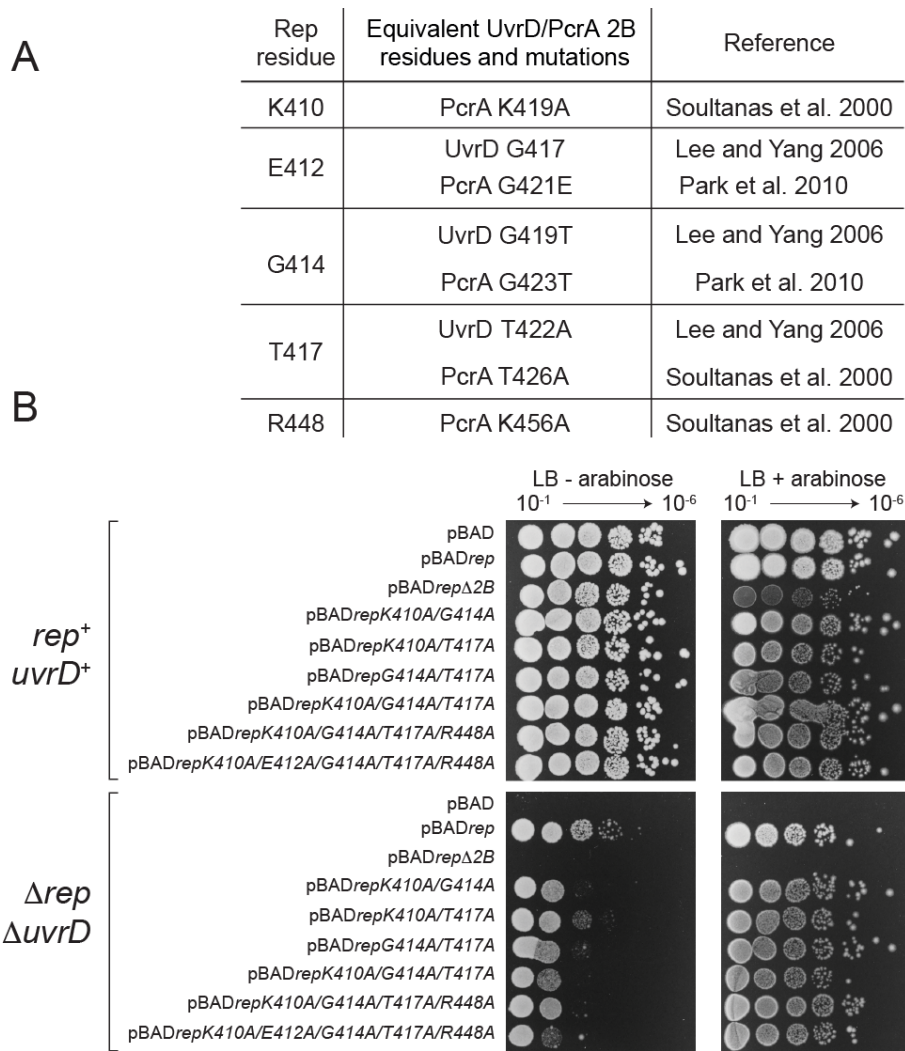 A
Rep residue
Equivalent UvrD/PcrA 2B residues and mutations
Reference
K410 PcrA K419A Soultanas et al. 2000
E412
UvrD G417 Lee and Yang 2006
PcrA G421E Park et al. 2010
G414
UvrD G419T Lee and Yang 2006
PcrA G423T Park et al. 2010
T417
UvrD T422A Lee and Yang 2006
PcrA T426A Soultanas et al. 2000
R448 PcrA K456A Soultanas et al. 2000
B
LB - arabinose LB + arabinose
10-1 10-6 10-1 10-6
rep+
uvrD+
pBAD
pBADrep
pBADrepΔ2B
pBADrepK410A/G414A
pBADrepK410A/T417A
pBADrepG414A/T417A
pBADrepK410A/G414A/T417A
pBADrepK410A/G414A/T417A/R448A
pBADrepK410A/E412A/G414A/T417A/R448A
Δrep
ΔuvrD
pBAD
pBADrep
pBADrepΔ2B
pBADrepK410A/G414A
pBADrepK410A/T417A
pBADrepG414A/T417A
pBADrepK410A/G414A/T417A
pBADrepK410A/G414A/T417A/R448A
pBADrepK410A/E412A/G414A/T417A/R448A